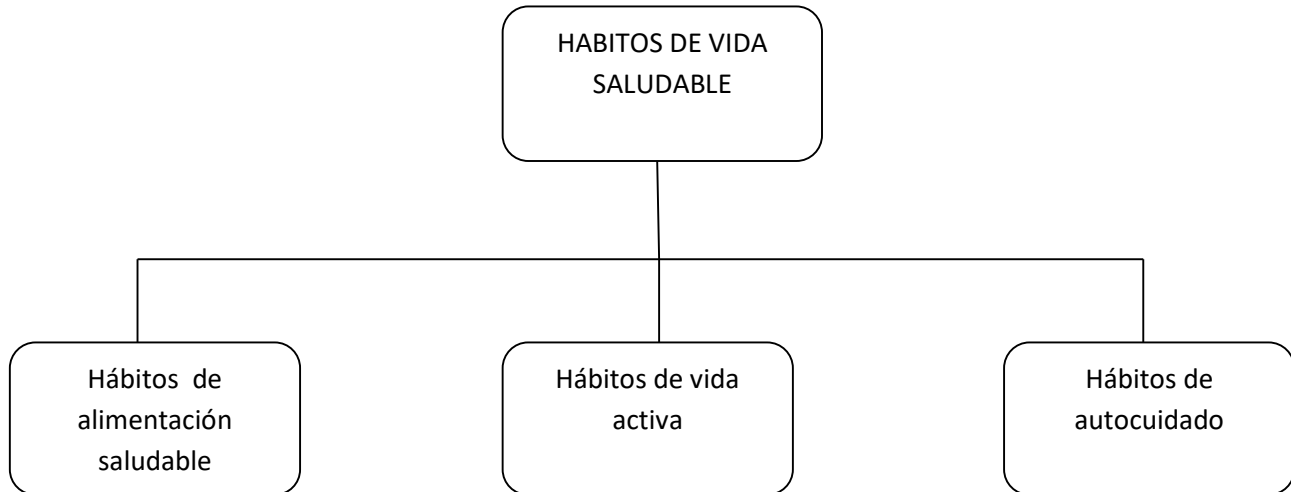 HABITOS DE VIDA
SALUDABLE
Hábitos  de
alimentación
saludable
Hábitos de vida
activa
Hábitos de
autocuidado